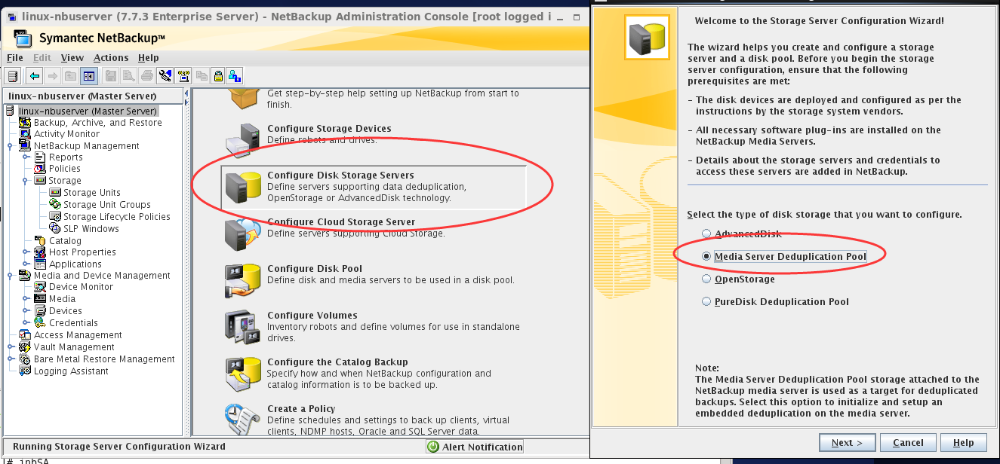 linux-nbuserver (7.7.3 Enterprise Server) - NetBackup Administration Console [root logged i
Symantec NetBackup™
File Edit View Actions Help
linux-nbuserver (Master Server)
linux-nbuserver (Master Server)
Backup, Archive, and Restore
Activity Monitor
NetBackup Management
Reports
Policies
Storage
Storage Units
Storage Unit Groups
Storage Lifecycle Policies
SLP Windows
Catalog
Host Properties
Applications
Media and Device Management
Device Monitor
Media
Devices
Credentials
Access Management
Vault Management
Bare Metal Restore Management
Logging Assistant
Get step-by-step help setting up NetBackup from start to
finish.
Configure Storage Devices
Define robots and drives.
Configure Disk Storage Servers
Define servers supporting data deduplication,
OpenStorage or AdvancedDisk technology.
Configure Cloud Storage Server
Define servers supporting Cloud Storage.
Configure Disk Pool
Define disk and media servers to be used in a disk pool.
Configure Volumes
Inventory robots and define volumes for use in standalone
drives.
Configure the Catalog Backup
Specify how and when NetBackup configuration and
catalog information is to be backed up.
Create a Policy
Define schedules and settings to back up clients, virtual
clients, NDMP hosts, Oracle and SQL Server data.
Running Storage Server Configuration Wizard
Alert Notification
Welcome to the Storage Server Configuration Wizard!
The wizard helps you create and configure a storage
server and a disk pool. Before you begin the storage
server configuration, ensure that the following
prerequisites are met:
- The disk devices are deployed and configured as per the
instructions by the storage system vendors.
- All necessary software plug-ins are installed on the
NetBackup Media Servers.
- Details about the storage servers and credentials to
access these servers are added in NetBackup.
Select the type of disk storage that you want to configure.
AdvancedDisk
Media Server Deduplication Pool
OpenStorage
PureDisk Deduplication Pool
Note:
The Media Server Deduplication Pool storage attached to the
NetBackup media server is used as a target for deduplicated
backups. Select this option to initialize and setup an
embedded deduplication on the media server.
Next > Cancel Help